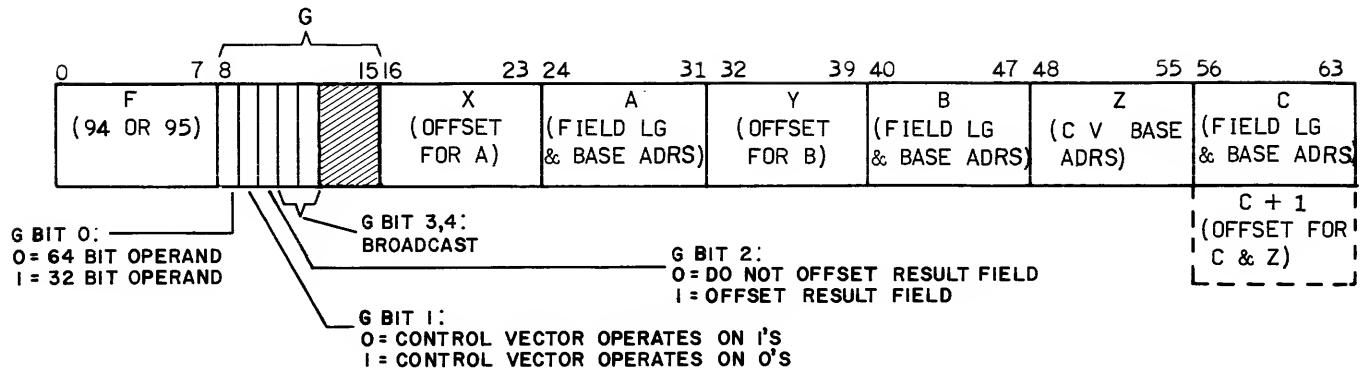 G
0 7 8 15 16 23 24 31 32 39 40 47 48 55 56 63
F
(94 OR 95)
X
(OFFSET
FOR A)
A
(FIELD LG
& BASE ADRS)
Y
(OFFSET
FOR B)
B
(FIELD LG
& BASE ADRS)
Z
(C V BASE
ADRS)
C
(FIELD LG
& BASE ADRS)
C + 1
(OFFSET FOR
C & Z)
G BIT 0:
0 = 64 BIT OPERAND
1 = 32 BIT OPERAND
G BIT 3,4:
BROADCAST
G BIT 2:
0 = DO NOT OFFSET RESULT FIELD
1 = OFFSET RESULT FIELD
G BIT 1:
0 = CONTROL VECTOR OPERATES ON 1'S
1 = CONTROL VECTOR OPERATES ON 0'S